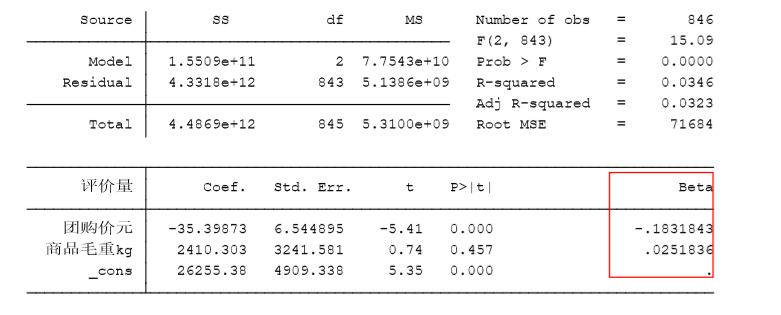 Source SS df MS Number of obs = 846
F(2, 843) = 15.09
Model 1.5509e+11 2 7.7543e+10 Prob > F = 0.0000
Residual 4.3318e+12 843 5.1386e+09 R-squared = 0.0346
Adj R-squared = 0.0323
Total 4.4869e+12 845 5.3100e+09 Root MSE = 71684
评价量 Coef. Std. Err. t P>|t| Beta
团购价元 -35.39873 6.544895 -5.41 0.000 -.1831843
商品毛重kg 2410.303 3241.581 0.74 0.457 .0251836
_cons 26255.38 4909.338 5.35 0.000 .